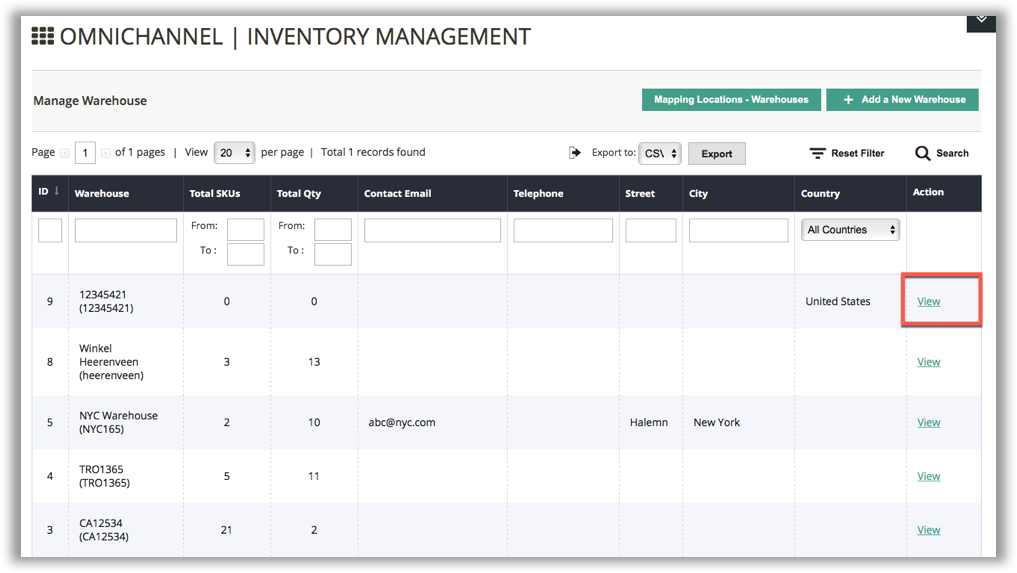 OMNICHANNEL | INVENTORY MANAGEMENT
Manage Warehouse
Mapping Locations - Warehouses
+ Add a New Warehouse
Page 1 of 1 pages | View 20 per page | Total 1 records found
Export to: CSV Export
Reset Filter
Search
ID ↓ Warehouse Total SKUs Total Qty Contact Email Telephone Street City Country Action
From: From: All Countries
To : To :
9 12345421 0 0 United States View
(12345421)
8 Winkel 3 13 View
Heerenveen
(heerenveen)
5 NYC Warehouse 2 10 abc@nyc.com Halemn New York View
(NYC165)
4 TRO1365 5 11 View
(TRO1365)
3 CA12534 21 2 View
(CA12534)